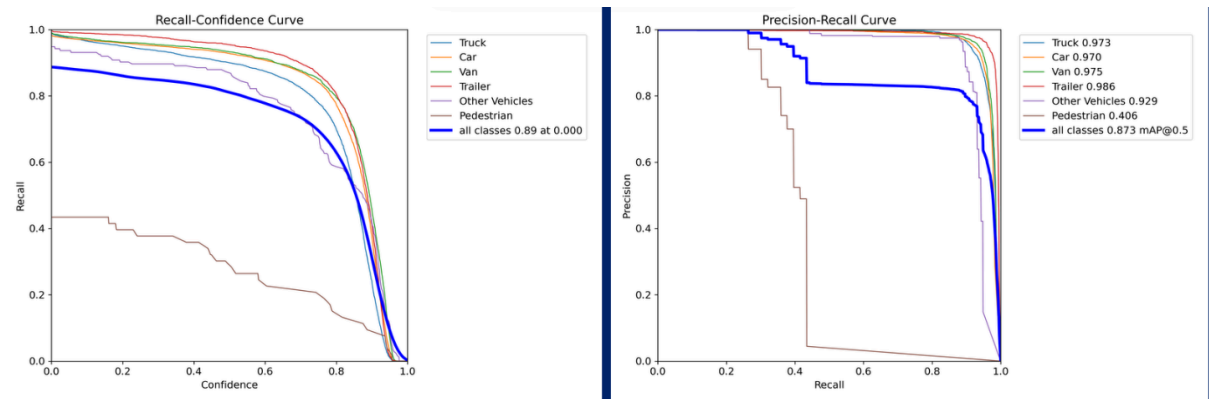 Recall-Confidence Curve
1.0
0.8
0.6
0.4
0.2
0.0
Recall
0.0 0.2 0.4 0.6 0.8 1.0
Confidence
Truck
Car
Van
Trailer
Other Vehicles
Pedestrian
all classes 0.89 at 0.000
Precision-Recall Curve
1.0
0.8
0.6
0.4
0.2
0.0
Precision
0.0 0.2 0.4 0.6 0.8 1.0
Recall
Truck 0.973
Car 0.970
Van 0.975
Trailer 0.986
Other Vehicles 0.929
Pedestrian 0.406
all classes 0.873 mAP@0.5